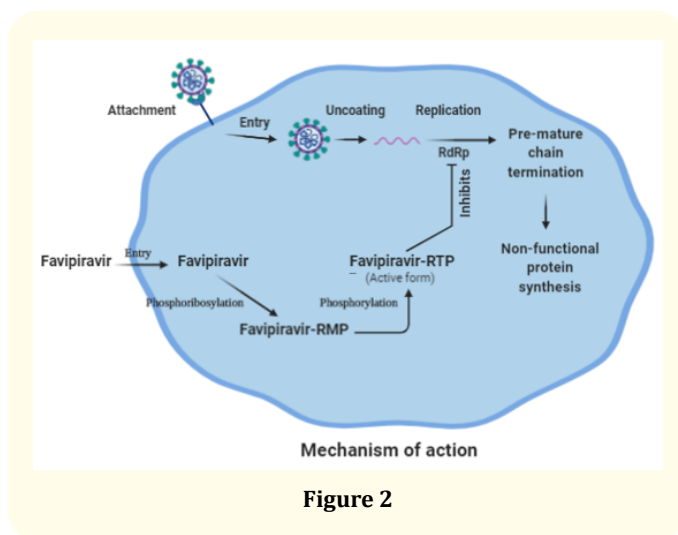 Attachment
Entry
Uncoating
Replication
RdRp
Pre-mature
chain
termination
Inhibits
Non-functional
protein
synthesis
Favipiravir
Entry
Favipiravir
Phosphoribosylation
Favipiravir-RMP
Phosphorylation
Favipiravir-RTP
(Active form)
Mechanism of action
Figure 2